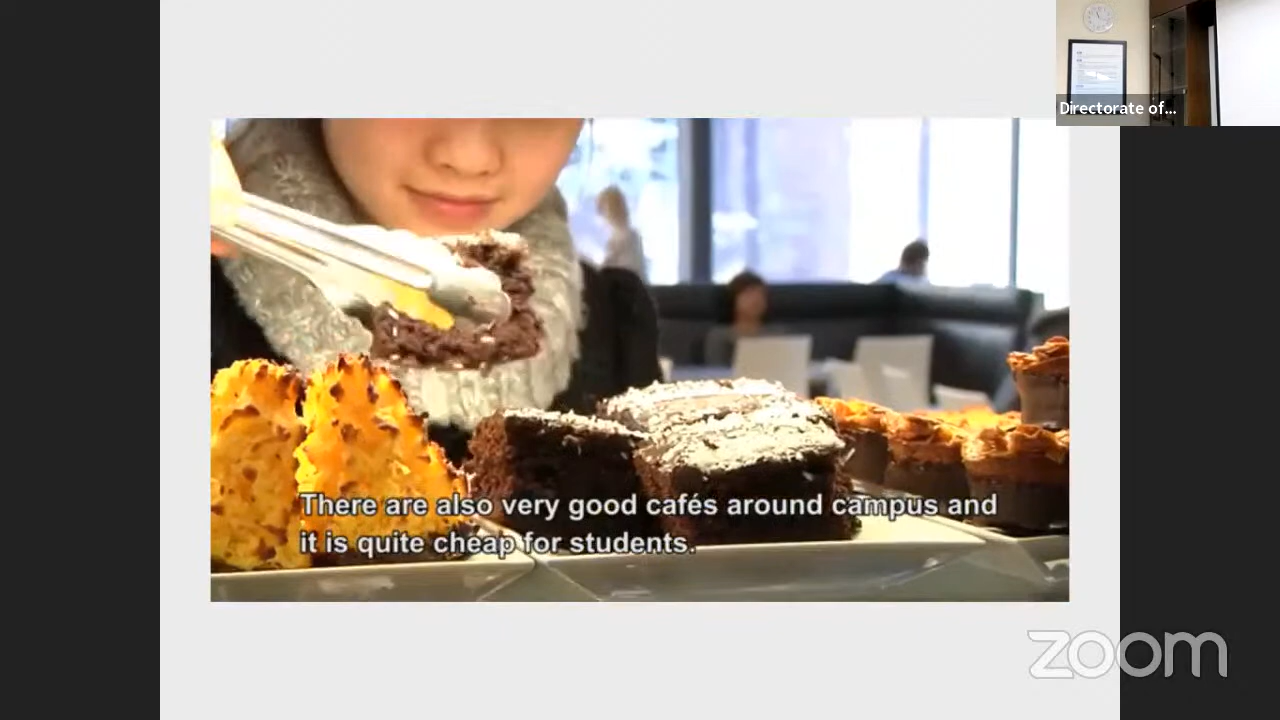 Directorate of...
There are also very good cafés around campus and
it is quite cheap for students.
zoom